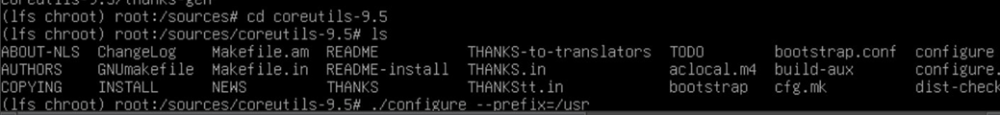 coreutils-9.5/thanks-gen
(lfs chroot) root:/sources# cd coreutils-9.5
(lfs chroot) root:/sources/coreutils-9.5# ls
ABOUT-NLS ChangeLog Makefile.am README THANKS-to-translators TODO bootstrap.conf configure
AUTHORS GNUmakefile Makefile.in README-install THANKS.in aclocal.m4 build-aux configure.
COPYING INSTALL NEWS THANKS THANKStt.in bootstrap cfg.mk dist-check
(lfs chroot) root:/sources/coreutils-9.5# ./configure --prefix=/usr